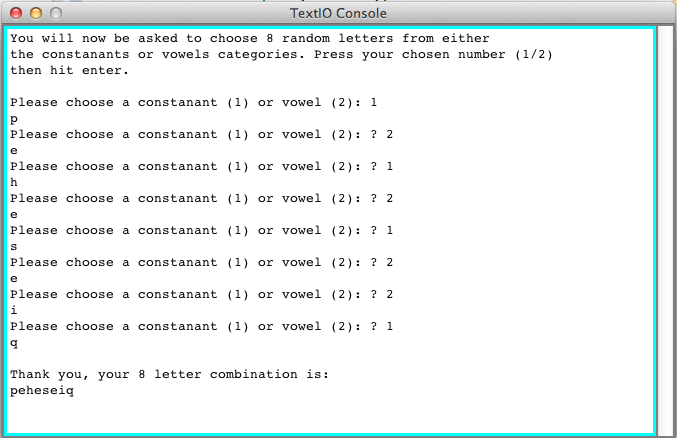 TextIO Console
You will now be asked to choose 8 random letters from either
the constanants or vowels categories. Press your chosen number (1/2)
then hit enter.
Please choose a constanant (1) or vowel (2): 1
p
Please choose a constanant (1) or vowel (2): ? 2
e
Please choose a constanant (1) or vowel (2): ? 1
h
Please choose a constanant (1) or vowel (2): ? 2
e
Please choose a constanant (1) or vowel (2): ? 1
s
Please choose a constanant (1) or vowel (2): ? 2
e
Please choose a constanant (1) or vowel (2): ? 2
i
Please choose a constanant (1) or vowel (2): ? 1
q
Thank you, your 8 letter combination is:
peheseiq